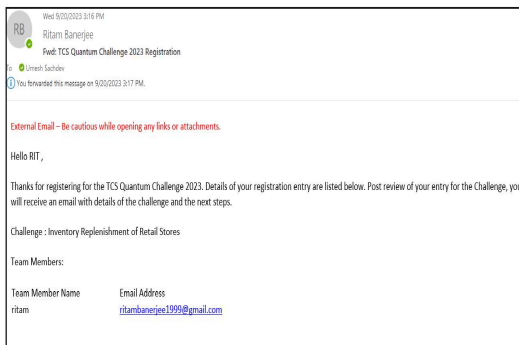 Wed 9/20/2023 3:16 PM
RB
Ritam Banerjee
Fwd: TCS Quantum Challenge 2023 Registration
To Umesh Sachdev
You forwarded this message on 9/20/2023 3:17 PM.
External Email – Be cautious while opening any links or attachments.
Hello RIT ,
Thanks for registering for the TCS Quantum Challenge 2023. Details of your registration entry are listed below. Post review of your entry for the Challenge, you
will receive an email with details of the challenge and the next steps.
Challenge : Inventory Replenishment of Retail Stores
Team Members:
Team Member Name Email Address
ritam ritambanerjee1999@gmail.com